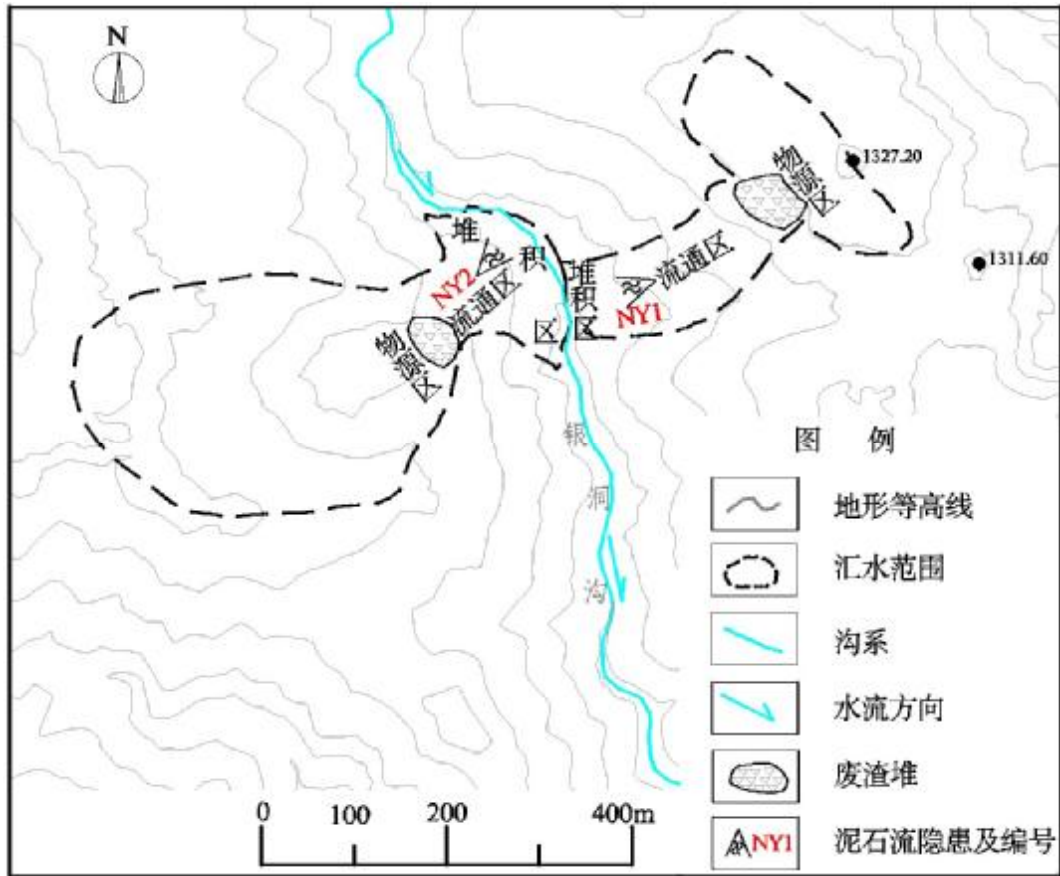 N
1327.20
物源区
1311.60
堆积区
NY2
流通区
堆积区
流通区
NY1
物源区
银洞沟
图 例
地形等高线
汇水范围
沟系
水流方向
废渣堆
NY1 泥石流隐患及编号
0 100 200 400m